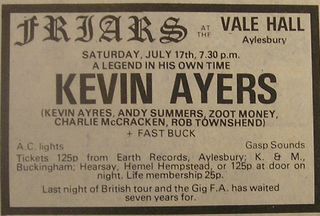 FRIARS AT THE VALE HALL
Aylesbury
SATURDAY, JULY 17th, 7.30 p.m.
A LEGEND IN HIS OWN TIME
KEVIN AYERS
(KEVIN AYRES, ANDY SUMMERS, ZOOT MONEY,
CHARLIE McCRACKEN, ROB TOWNSHEND)
+ FAST BUCK
A.C. lights Gasp Sounds
Tickets 125p from Earth Records, Aylesbury; K. & M.,
Buckingham; Hearsay, Hemel Hempstead, or 125p at door on
night. Life membership 25p.
Last night of British tour and the Gig F.A. has waited
seven years for.